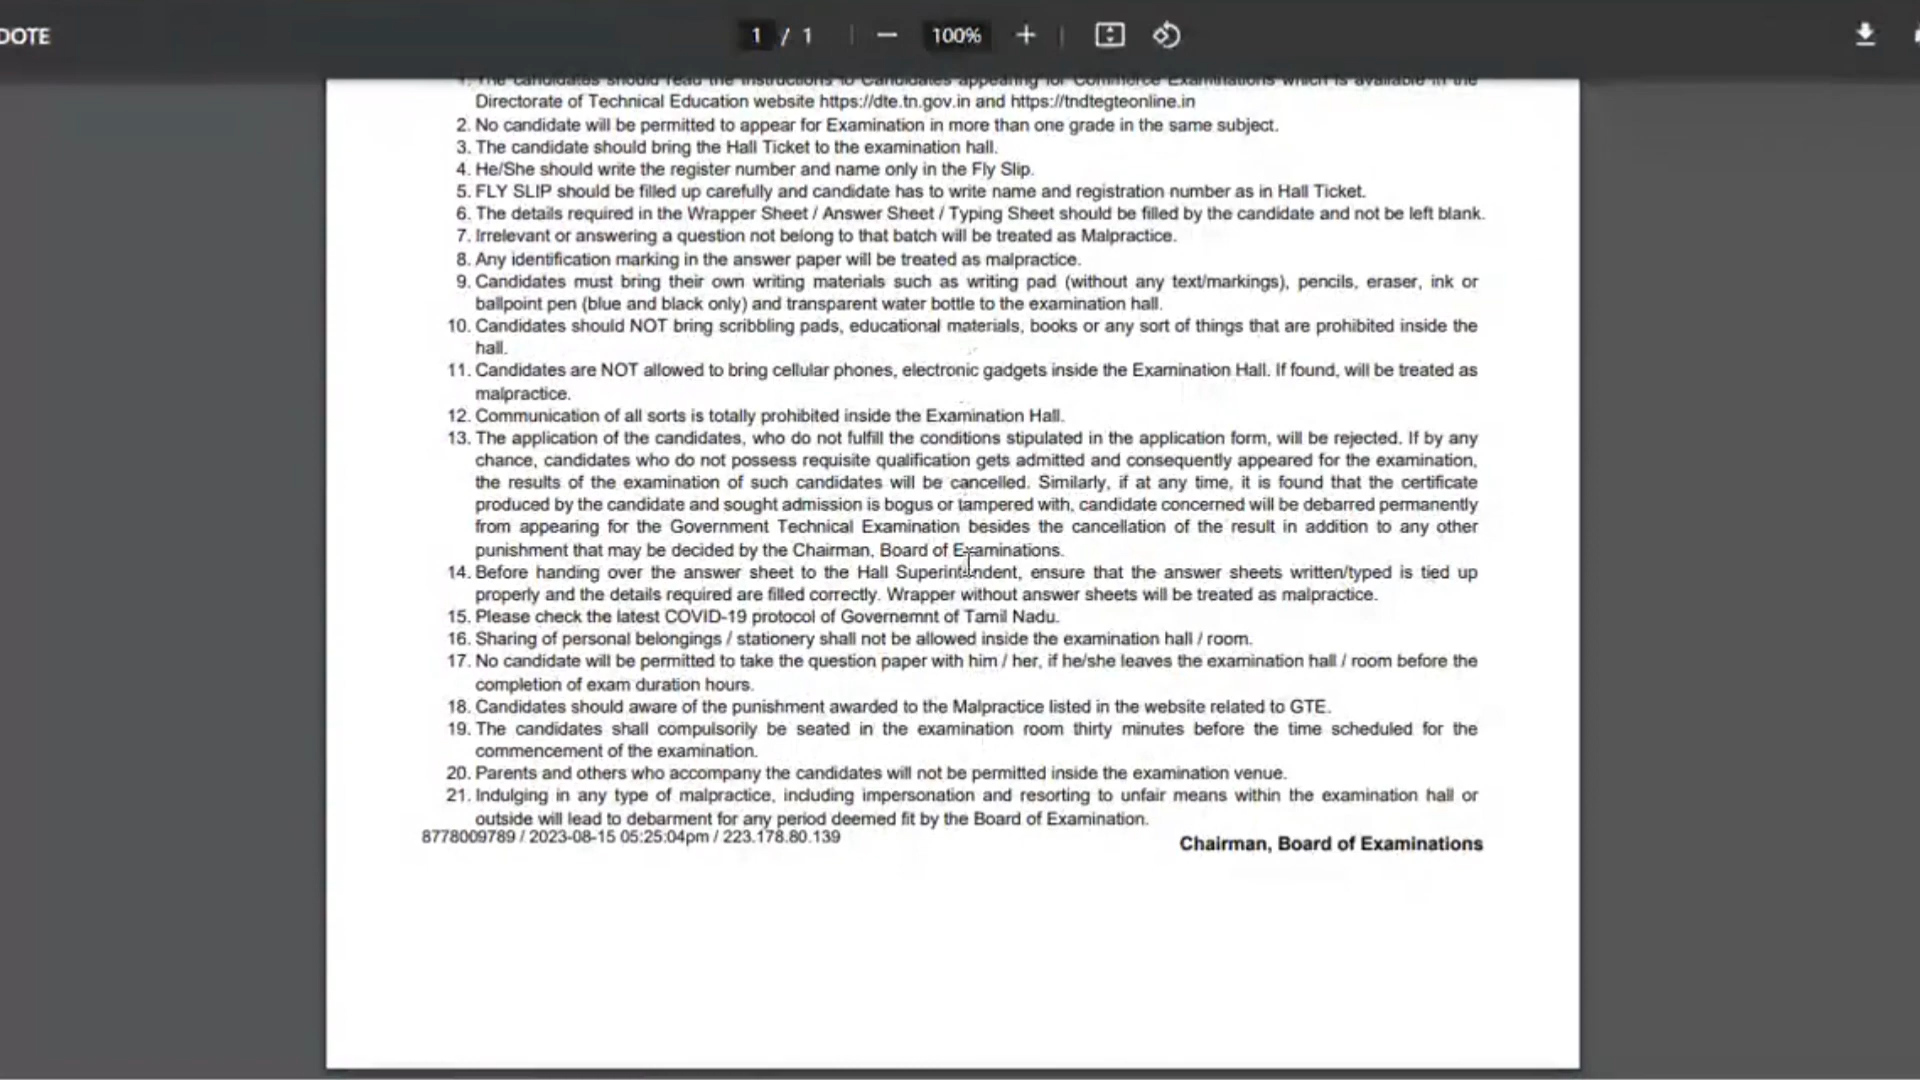 DOTE
1 / 1
100%
1. The candidates should read the Instructions to Candidates appearing for Commerce Examinations which is available in the
Directorate of Technical Education website https://dte.tn.gov.in and https://tndtegteonline.in
2. No candidate will be permitted to appear for Examination in more than one grade in the same subject.
3. The candidate should bring the Hall Ticket to the examination hall.
4. He/She should write the register number and name only in the Fly Slip.
5. FLY SLIP should be filled up carefully and candidate has to write name and registration number as in Hall Ticket.
6. The details required in the Wrapper Sheet / Answer Sheet / Typing Sheet should be filled by the candidate and not be left blank.
7. Irrelevant or answering a question not belong to that batch will be treated as Malpractice.
8. Any identification marking in the answer paper will be treated as malpractice.
9. Candidates must bring their own writing materials such as writing pad (without any text/markings), pencils, eraser, ink or
ballpoint pen (blue and black only) and transparent water bottle to the examination hall.
10. Candidates should NOT bring scribbling pads, educational materials, books or any sort of things that are prohibited inside the
hall.
11. Candidates are NOT allowed to bring cellular phones, electronic gadgets inside the Examination Hall. If found, will be treated as
malpractice.
12. Communication of all sorts is totally prohibited inside the Examination Hall.
13. The application of the candidates, who do not fulfill the conditions stipulated in the application form, will be rejected. If by any
chance, candidates who do not possess requisite qualification gets admitted and consequently appeared for the examination,
the results of the examination of such candidates will be cancelled. Similarly, if at any time, it is found that the certificate
produced by the candidate and sought admission is bogus or tampered with, candidate concerned will be debarred permanently
from appearing for the Government Technical Examination besides the cancellation of the result in addition to any other
punishment that may be decided by the Chairman, Board of Examinations.
14. Before handing over the answer sheet to the Hall Superintendent, ensure that the answer sheets written/typed is tied up
properly and the details required are filled correctly. Wrapper without answer sheets will be treated as malpractice.
15. Please check the latest COVID-19 protocol of Governemnt of Tamil Nadu.
16. Sharing of personal belongings / stationery shall not be allowed inside the examination hall / room.
17. No candidate will be permitted to take the question paper with him / her, if he/she leaves the examination hall / room before the
completion of exam duration hours.
18. Candidates should aware of the punishment awarded to the Malpractice listed in the website related to GTE.
19. The candidates shall compulsorily be seated in the examination room thirty minutes before the time scheduled for the
commencement of the examination.
20. Parents and others who accompany the candidates will not be permitted inside the examination venue.
21. Indulging in any type of malpractice, including impersonation and resorting to unfair means within the examination hall or
outside will lead to debarment for any period deemed fit by the Board of Examination.
8778009789 / 2023-08-15 05:25:04pm / 223.178.80.139
Chairman, Board of Examinations